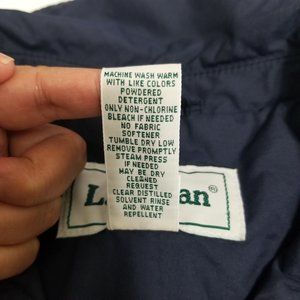 MACHINE WASH WARM
WITH LIKE COLORS
POWDERED
DETERGENT
ONLY NON-CHLORINE
BLEACH IF NEEDED
NO FABRIC
SOFTENER
TUMBLE DRY LOW
REMOVE PROMPTLY
STEAM PRESS
IF NEEDED
MAY BE DRY
CLEANED
REQUEST
CLEAR DISTILLED
SOLVENT RINSE
AND WATER
REPELLENT
L
an